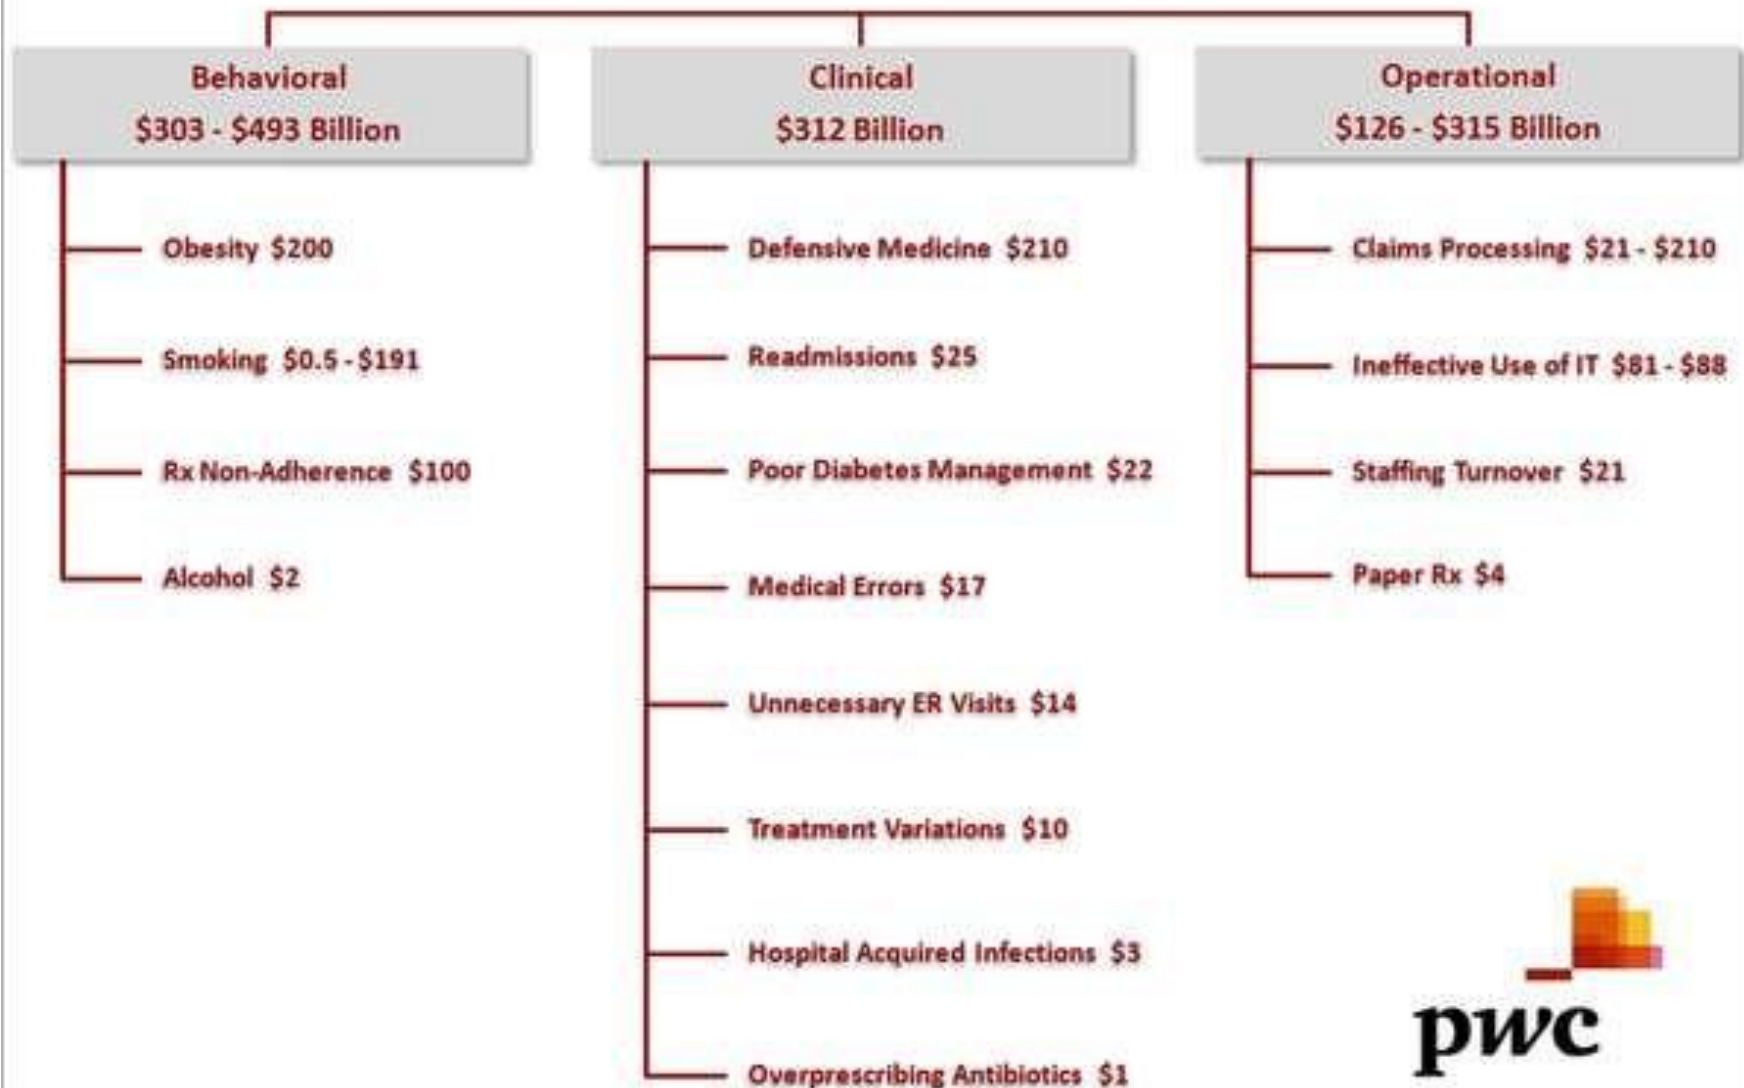 Behavioral
$303 - $493 Billion
Obesity $200
Smoking $0.5 - $191
Rx Non-Adherence $100
Alcohol $2
Clinical
$312 Billion
Defensive Medicine $210
Readmissions $25
Poor Diabetes Management $22
Medical Errors $17
Unnecessary ER Visits $14
Treatment Variations $10
Hospital Acquired Infections $3
Overprescribing Antibiotics $1
Operational
$126 - $315 Billion
Claims Processing $21 - $210
Ineffective Use of IT $81 - $88
Staffing Turnover $21
Paper Rx $4
pwc